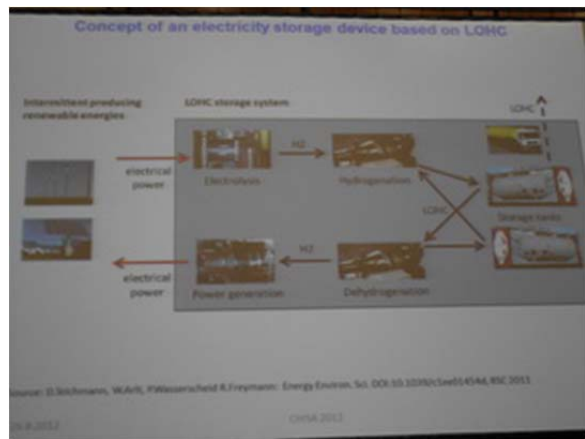 Concept of an electricity storage device based on LOHC
Intermittent producing
renewable energies
LOHC storage system
LOHC
electrical
power
Electrolysis
H2
Hydrogenation
LOHC
Storage tanks
electrical
power
Power generation
H2
Dehydrogenation
Source: D.Teichmann, W.Arlt, P.Wasserscheid R.Freymann: Energy Environ. Sci. DOI:10.1039/c1ee01454d, RSC 2011
2012